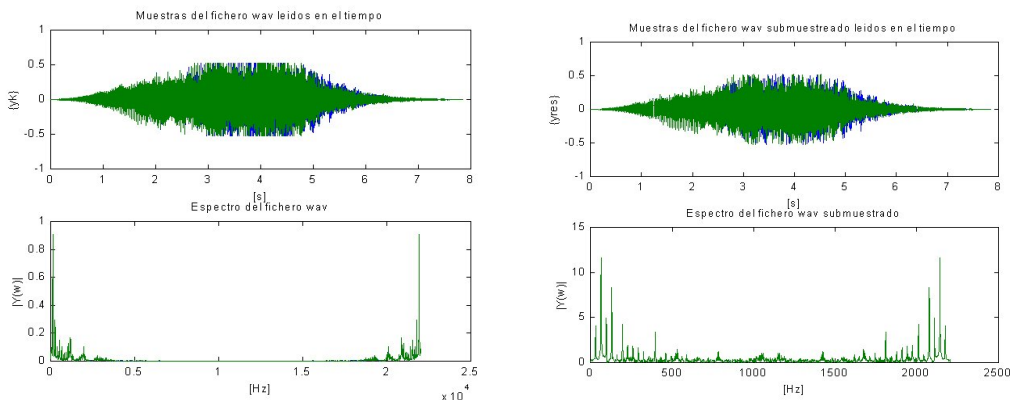 Muestras del fichero wav leidos en el tiempo
1
0.5
0
-0.5
-1
{yk}
0 1 2 3 4 5 6 7 8
[s]
Espectro del fichero wav
1
0.8
0.6
0.4
0.2
0
|Y(w)|
0 0.5 1 1.5 2 2.5
x 10^4
[Hz]
Muestras del fichero wav submuestreado leidos en el tiempo
1
0.5
0
-0.5
-1
{yres}
0 1 2 3 4 5 6 7 8
[s]
Espectro del fichero wav submuestrado
15
10
5
0
|Y(w)|
0 500 1000 1500 2000 2500
[Hz]